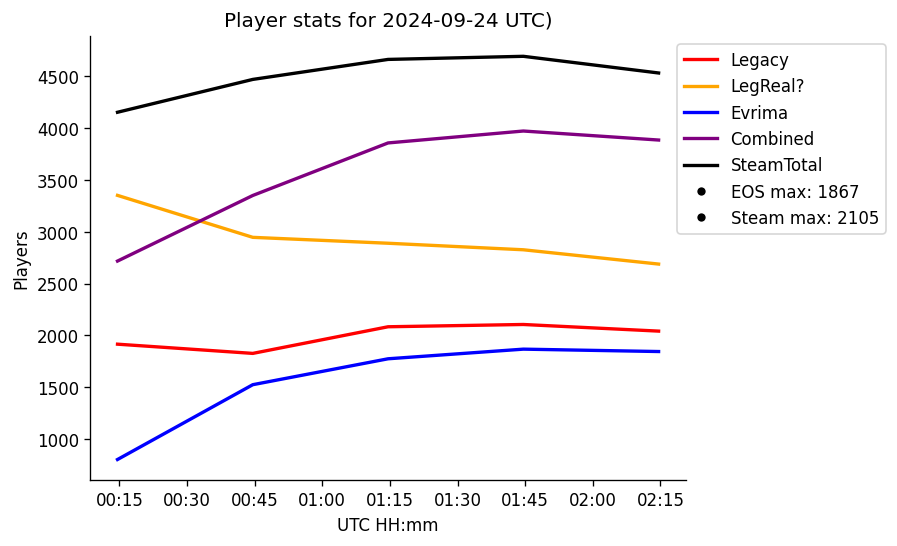 Player stats for 2024-09-24 UTC)
Legacy
LegReal?
Evrima
Combined
SteamTotal
EOS max: 1867
Steam max: 2105
Players
4500
4000
3500
3000
2500
2000
1500
1000
00:15 00:30 00:45 01:00 01:15 01:30 01:45 02:00 02:15
UTC HH:mm